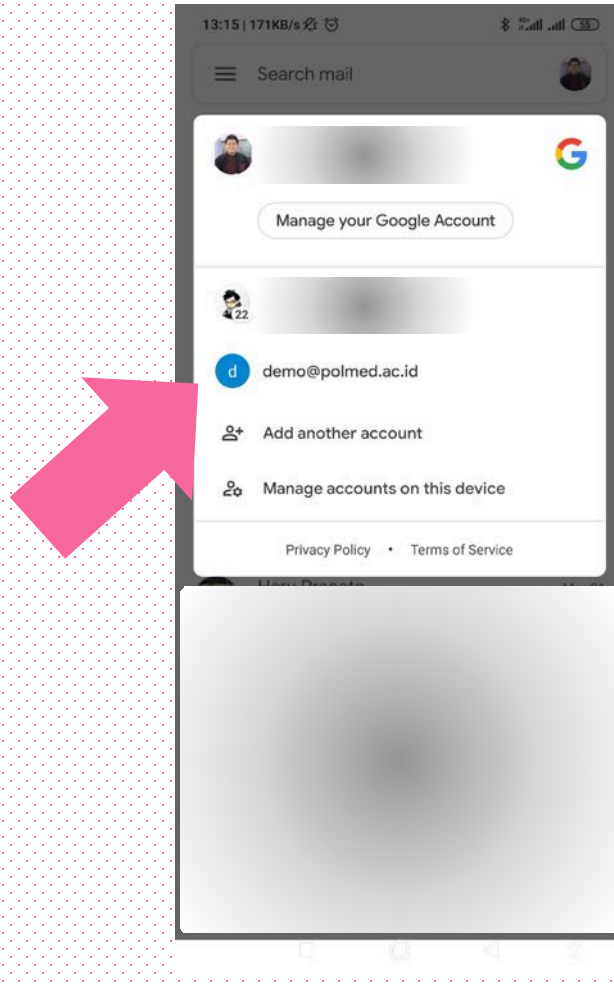 13:15 | 171KB/s
55
Search mail
G
Manage your Google Account
22
d demo@polmed.ac.id
Add another account
Manage accounts on this device
Privacy Policy • Terms of Service